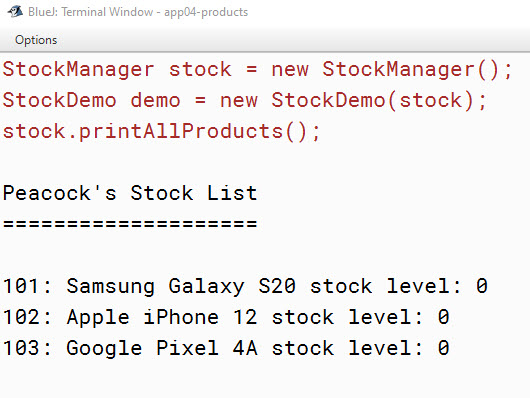 BlueJ: Terminal Window - app04-products
Options
StockManager stock = new StockManager();
StockDemo demo = new StockDemo(stock);
stock.printAllProducts();
Peacock's Stock List
====================
101: Samsung Galaxy S20 stock level: 0
102: Apple iPhone 12 stock level: 0
103: Google Pixel 4A stock level: 0